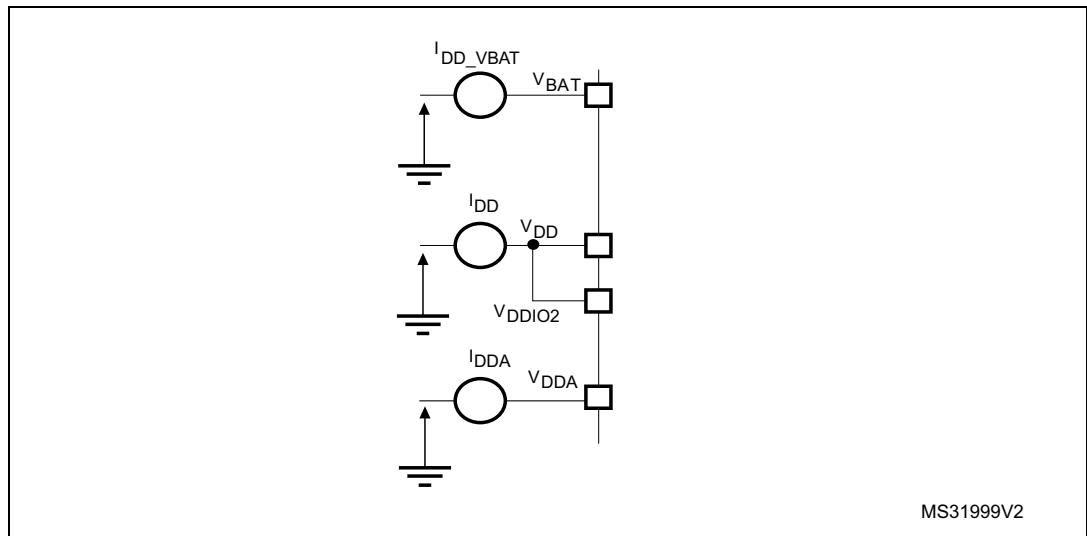 IDD_VBAT
VBAT
IDD
VDD
VDDIO2
IDDA
VDDA
MS31999V2